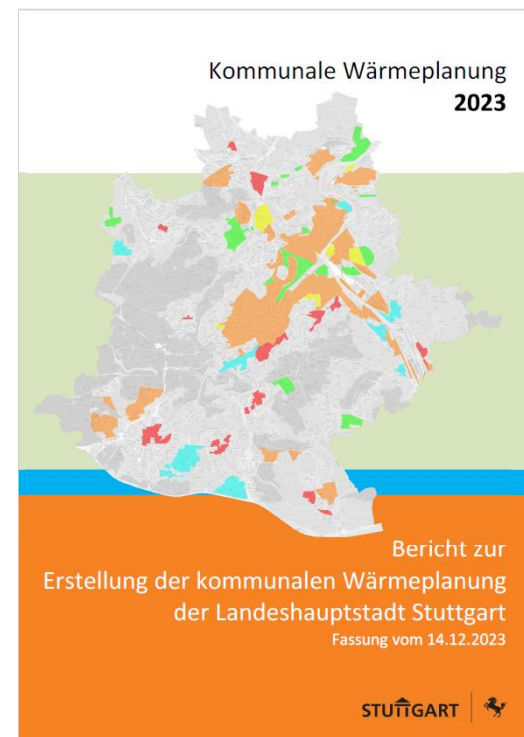 Kommunale Wärmeplanung
2023
Bericht zur
Erstellung der kommunalen Wärmeplanung
der Landeshauptstadt Stuttgart
Fassung vom 14.12.2023
STUTTGART